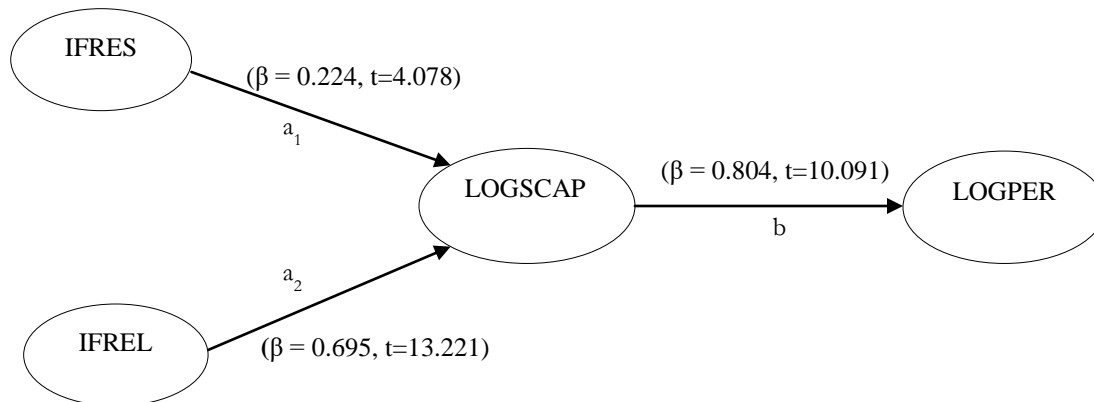 IFRES
(β = 0.224, t=4.078)
a₁
LOGSCAP
(β = 0.804, t=10.091)
b
LOGPER
a₂
IFREL
(β = 0.695, t=13.221)